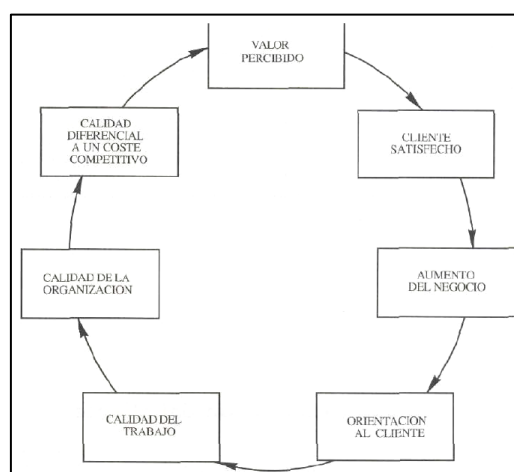 VALOR
PERCIBIDO
CLIENTE
SATISFECHO
AUMENTO
DEL NEGOCIO
ORIENTACION
AL CLIENTE
CALIDAD DEL
TRABAJO
CALIDAD DE LA
ORGANIZACION
CALIDAD
DIFERENCIAL
A UN COSTE
COMPETITIVO